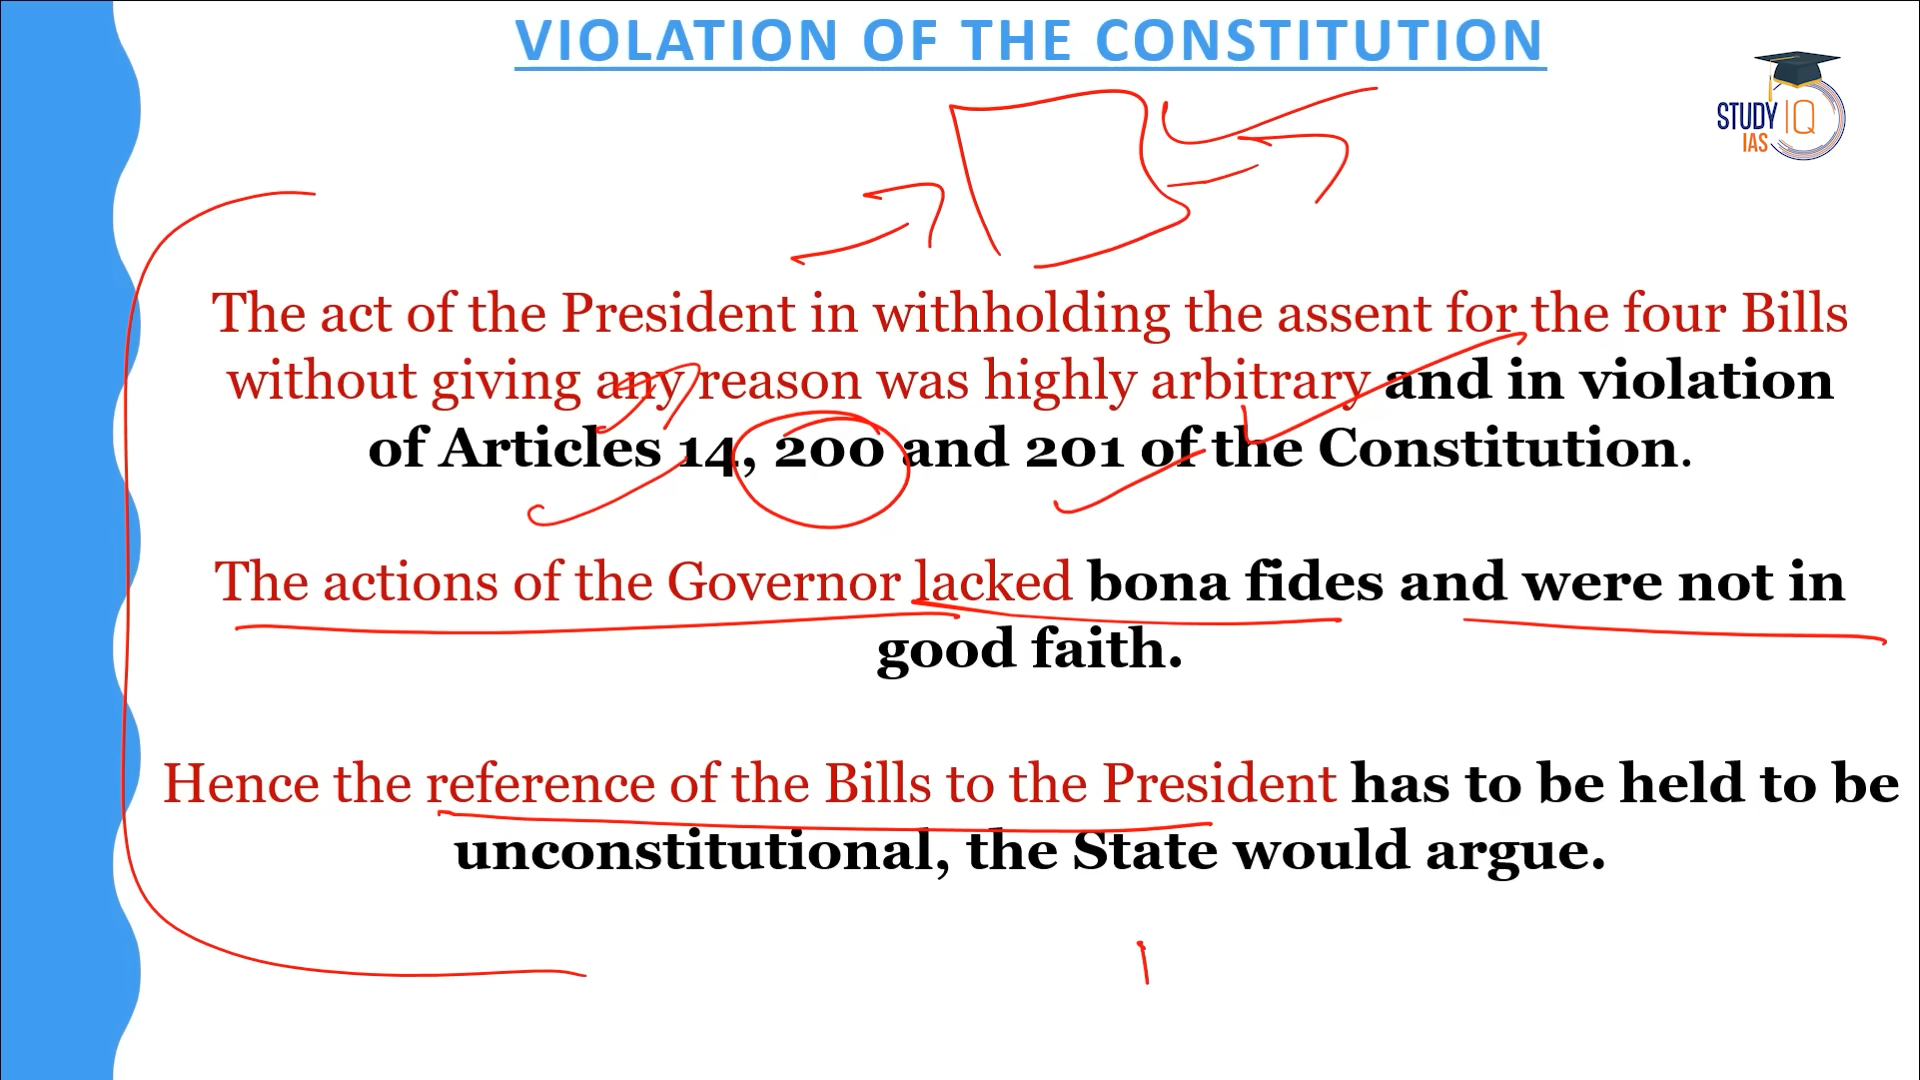 VIOLATION OF THE CONSTITUTION
STUDY IQ
IAS
The act of the President in withholding the assent for the four Bills
without giving any reason was highly arbitrary and in violation
of Articles 14, 200 and 201 of the Constitution.
The actions of the Governor lacked bona fides and were not in
good faith.
Hence the reference of the Bills to the President has to be held to be
unconstitutional, the State would argue.